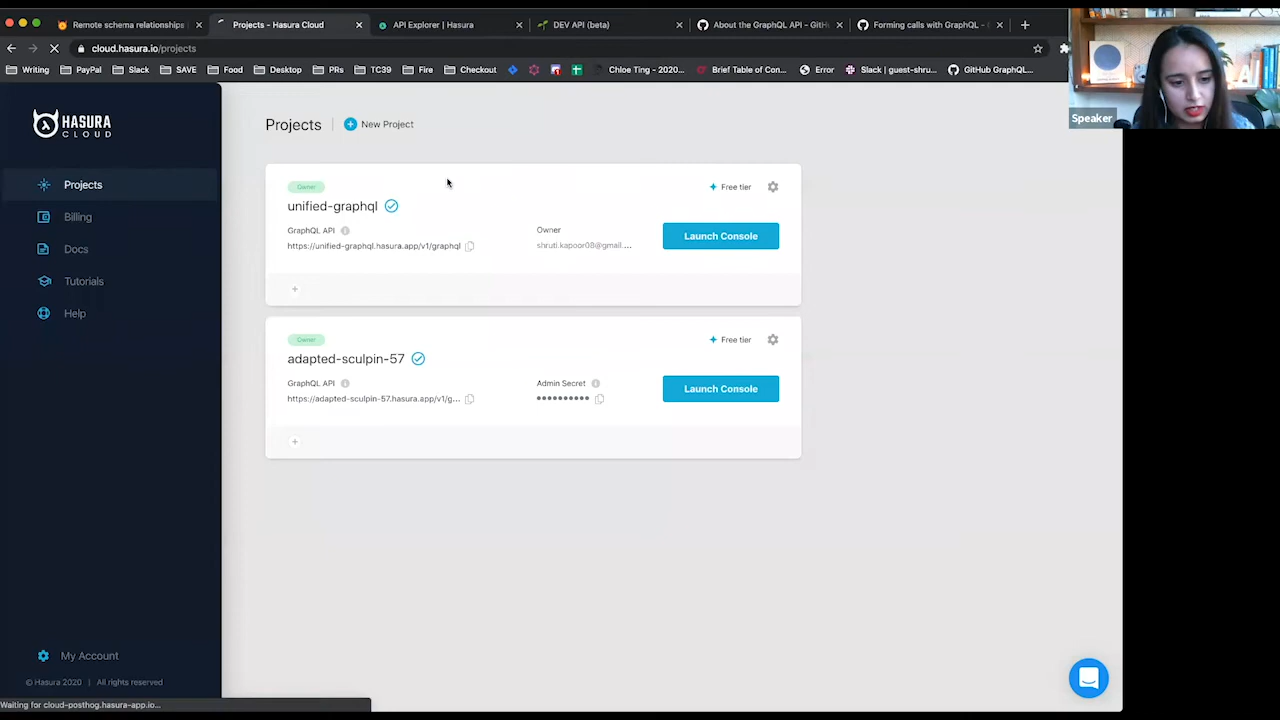 Remote schema relationships
Projects - Hasura Cloud
(beta)
About the GraphQL API - GitH
Forming calls with GraphQL -
cloud.hasura.io/projects
Writing
PayPal
Slack
SAVE
Food
Desktop
PRs
TC39
Fire
Checkout
Chloe Ting - 2020...
Brief Table of Con...
Error
Slack | guest-shru...
GitHub GraphQL...
Speaker
HASURA
CLOUD
Projects
Billing
Docs
Tutorials
Help
My Account
© Hasura 2020 | All rights reserved
Projects
New Project
Owner
Free tier
unified-graphql
GraphQL API
Owner
https://unified-graphql.hasura.app/v1/graphql
shruti.kapoor08@gmail....
Launch Console
Owner
Free tier
adapted-sculpin-57
GraphQL API
Admin Secret
https://adapted-sculpin-57.hasura.app/v1/g...
Launch Console
Waiting for cloud-posthog.hasura-app.io...